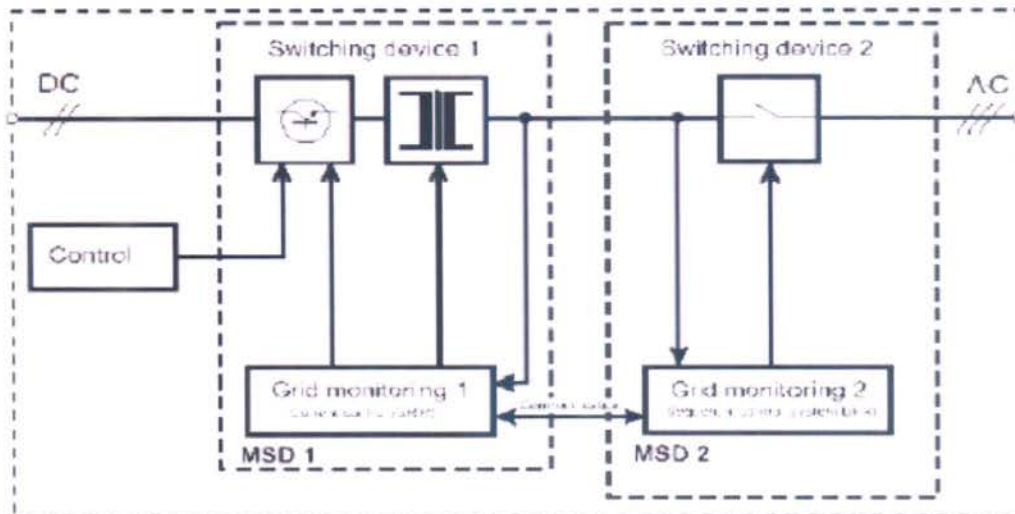 Switching device 1
Switching device 2
DC
AC
Control
Grid monitoring 1
Grid monitoring 2
MSD 1
MSD 2